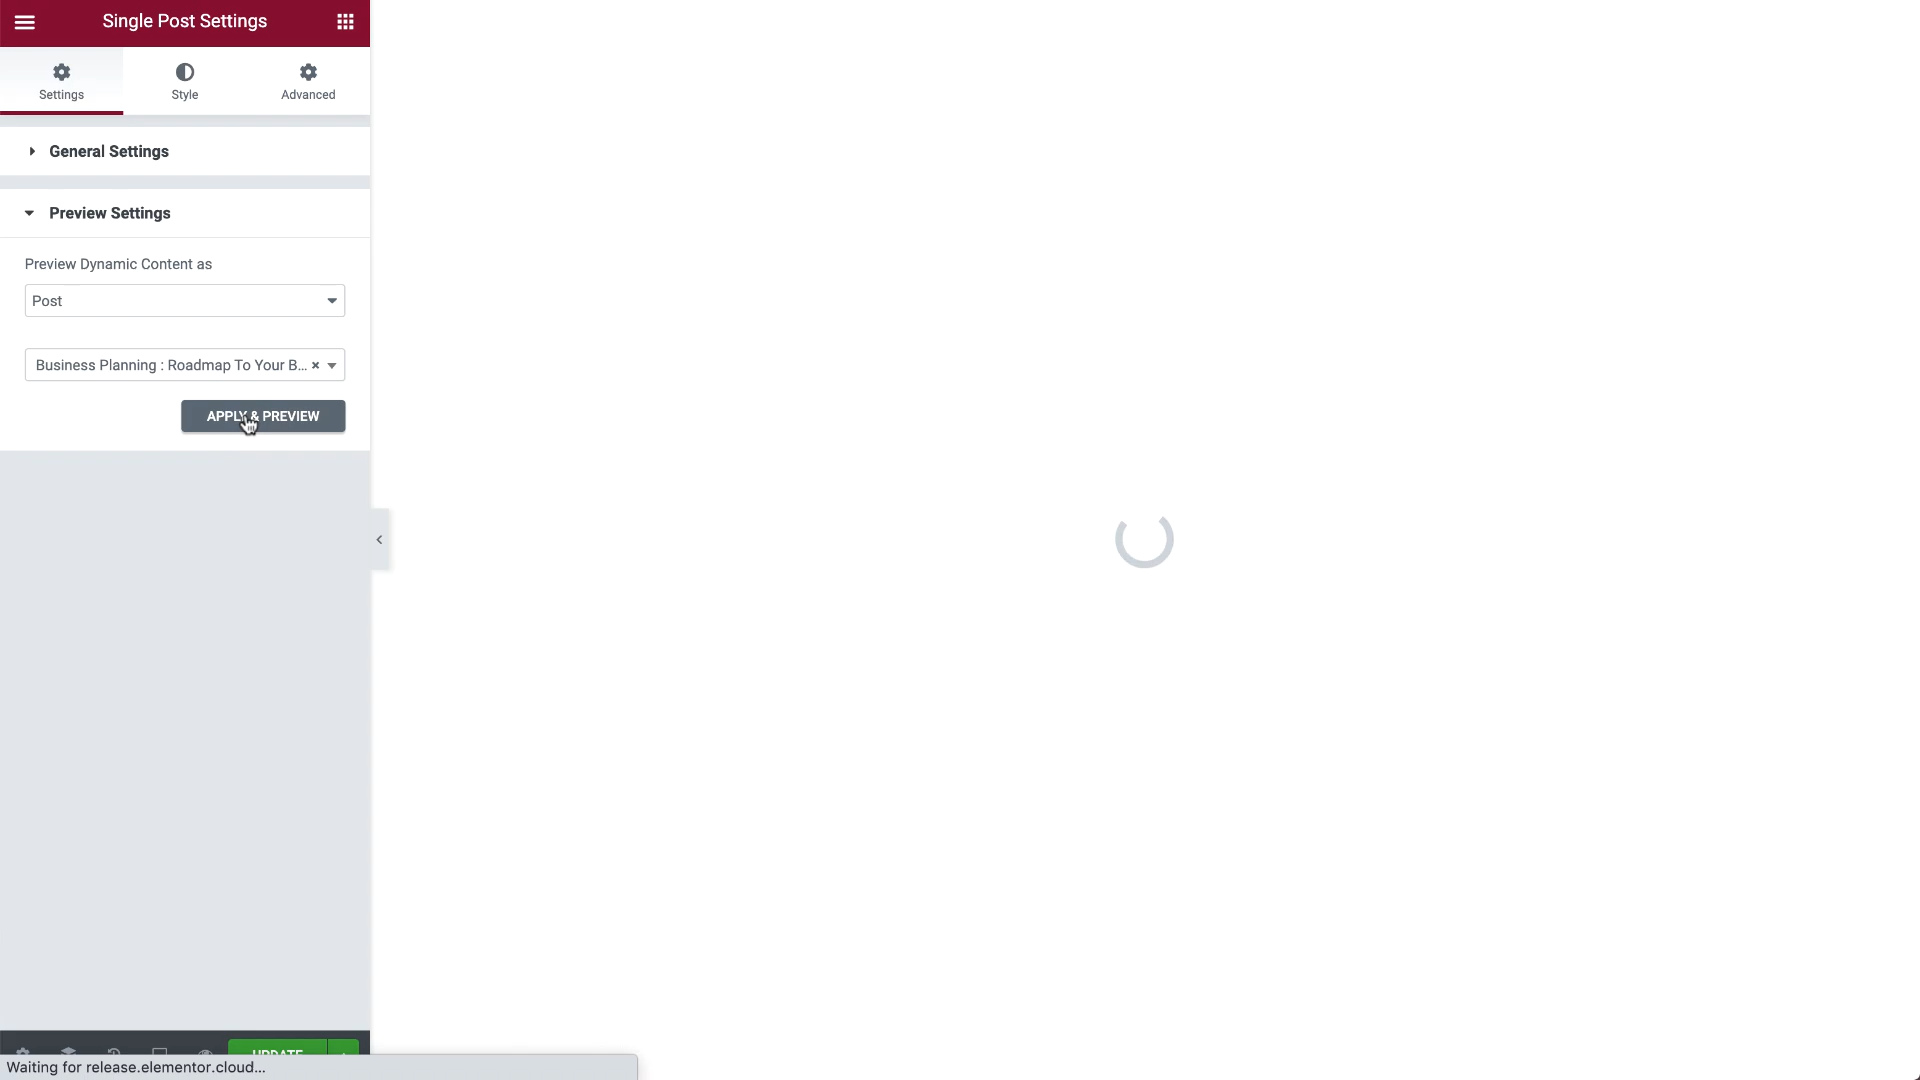 Single Post Settings
Settings
Style
Advanced
General Settings
Preview Settings
Preview Dynamic Content as
Post
Business Planning : Roadmap To Your B... ×
APPLY & PREVIEW
UPDATE
Waiting for release.elementor.cloud...